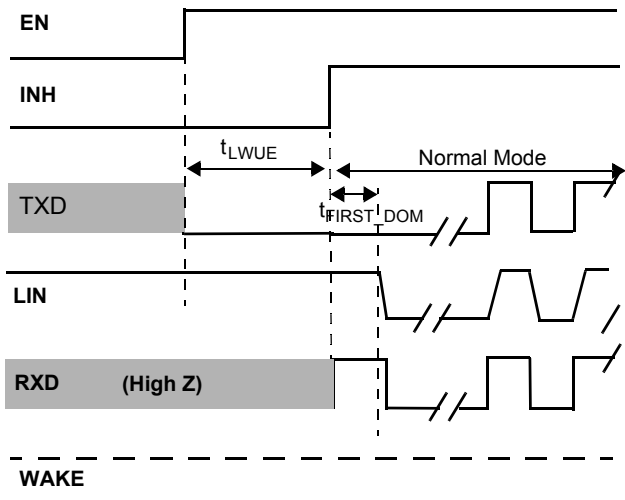 EN
INH
tLWUE
Normal Mode
TXD
tFIRST_DOM
LIN
RXD (High Z)
WAKE